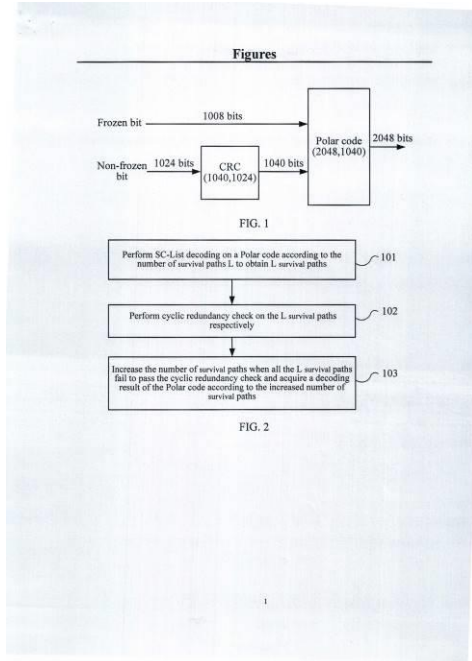 Figures
1008 bits
Frozen bit
Polar code
(2048,1040)
2048 bits
Non-frozen
bit
1024 bits
CRC
(1040,1024)
1040 bits
FIG. 1
Perform SC-List decoding on a Polar code according to the
number of survival paths L to obtain L survival paths
101
Perform cyclic redundancy check on the L survival paths
respectively
102
Increase the number of survival paths when all the L survival paths
fail to pass the cyclic redundancy check and acquire a decoding
result of the Polar code according to the increased number of
survival paths
103
FIG. 2
1